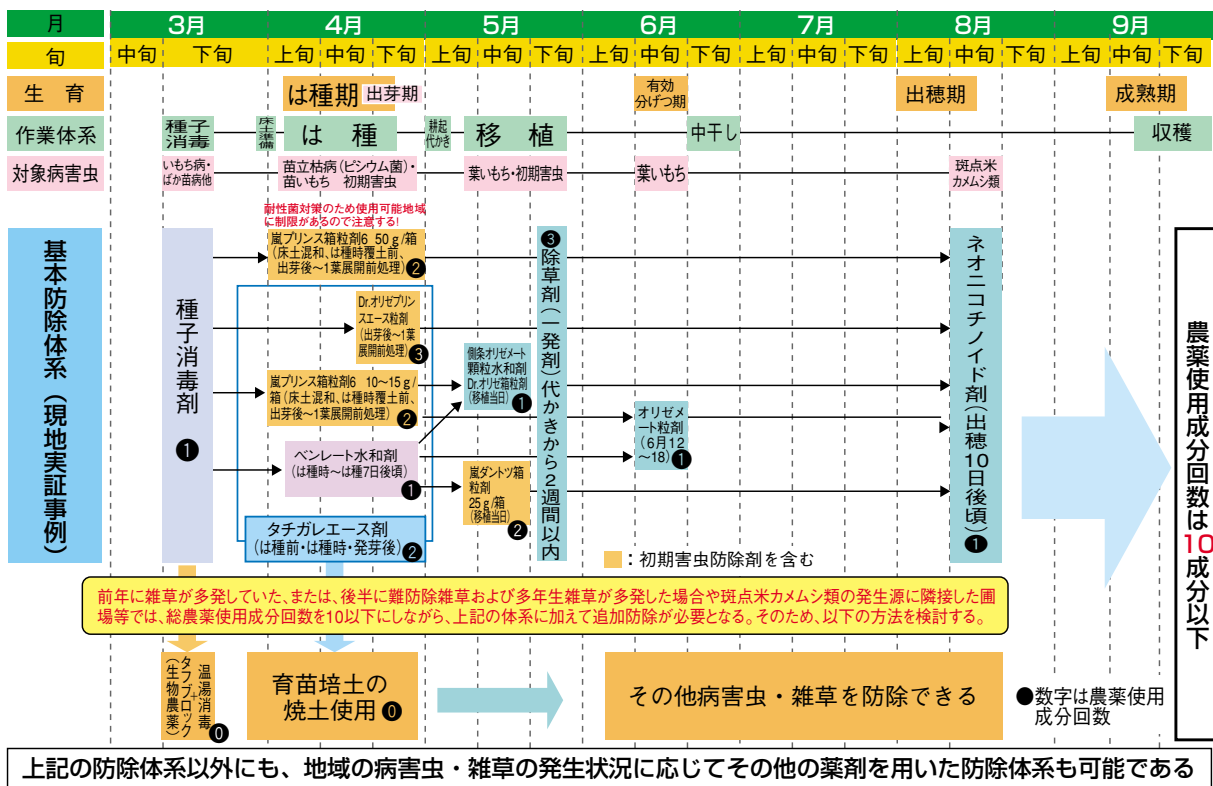 月 3月 4月 5月 6月 7月 8月 9月
旬 中旬 下旬 上旬 中旬 下旬 上旬 中旬 下旬 上旬 中旬 下旬 上旬 中旬 下旬 上旬 中旬 下旬 上旬 中旬 下旬
生育
は種期
出芽期
有効
分げつ期
出穂期
成熟期
作業体系
種子
消毒
床土準備
は種
耕起
代かき
移植
中干し
収穫
対象病害虫
いもち病・
ばか苗病他
苗立枯病(ピシウム菌)・
苗いもち 初期害虫
葉いもち・初期害虫
葉いもち
斑点米
カメムシ類
基本防除体系(現地実証事例)
種子消毒剤 ❶
耐性菌対策のため使用可能地域
に制限があるので注意する!
嵐プリンス箱粒剤6 50g/箱
(床土混和、は種時覆土前、
出芽後〜1葉展開前処理) ❷
Dr.オリゼプリン
スエース粒剤
(出芽後〜1葉
展開前処理) ❸
嵐プリンス箱粒剤6 10〜15g/
箱(床土混和、は種時覆土前、
出芽後〜1葉展開前処理) ❷
ベンレート水和剤
(は種時〜は種7日後頃) ❶
タチガレエース剤
(は種前・は種時・発芽後) ❷
側条オリゼメート
顆粒水和剤
Dr.オリゼ箱粒剤
(移植当日) ❶
嵐ダントツ箱
粒剤
25g/箱
(移植当日) ❷
❸除草剤(一発剤)代かきから2週間以内
オリゼメ
ート粒剤
(6月12
〜18) ❶
ネオニコチノイド剤(出穂10日後頃) ❶
:初期害虫防除剤を含む
農薬使用成分回数は10成分以下
前年に雑草が多発していた、または、後半に難防除雑草および多年生雑草が多発した場合や斑点米カメムシ類の発生源に隣接した圃
場等では、総農薬使用成分回数を10以下にしながら、上記の体系に加えて追加防除が必要となる。そのため、以下の方法を検討する。
温湯消毒
+
タフブロック
(生物農薬) ⓿
育苗培土の
焼土使用 ⓿
その他病害虫・雑草を防除できる
●数字は農薬使用
成分回数
上記の防除体系以外にも、地域の病害虫・雑草の発生状況に応じてその他の薬剤を用いた防除体系も可能である